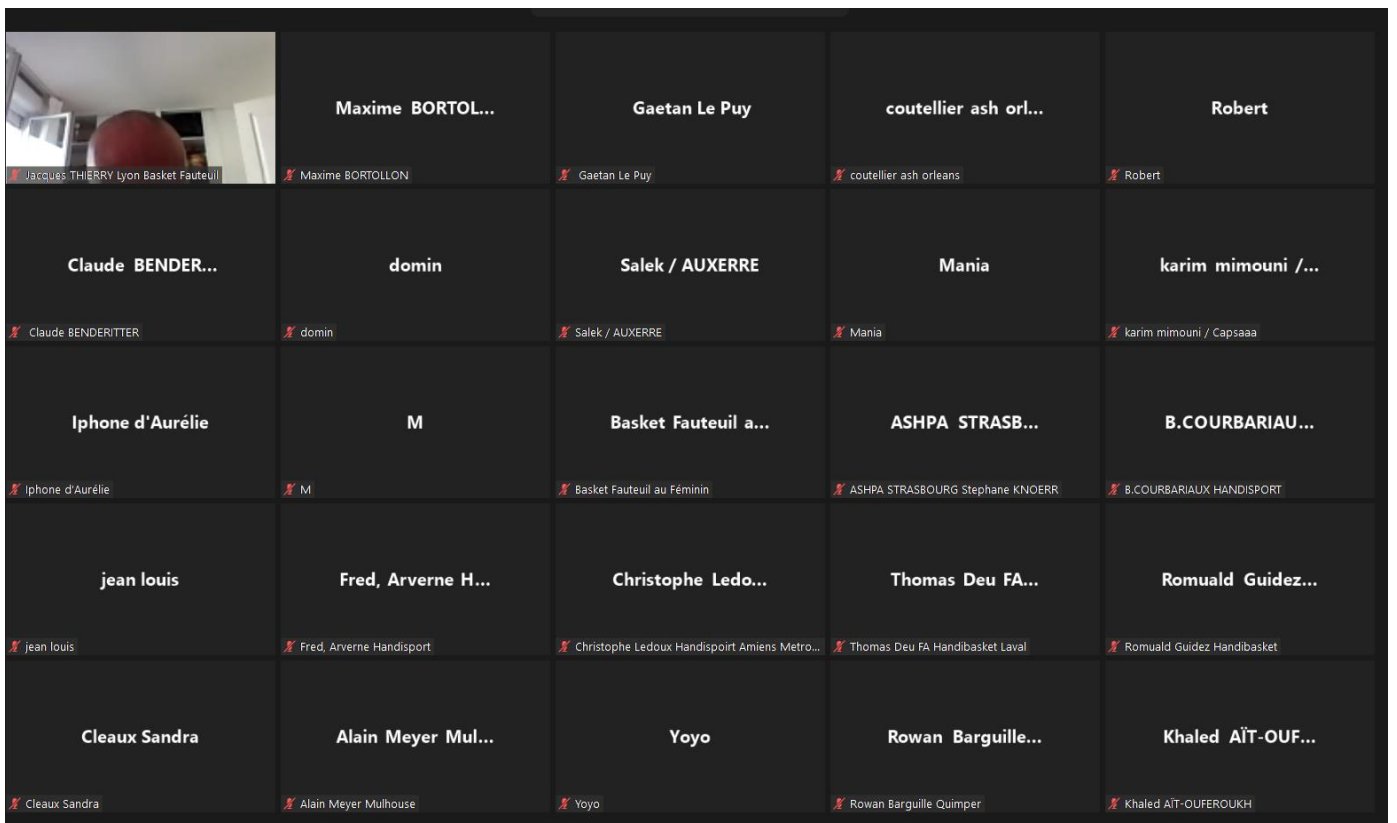 Jacques THIERRY Lyon Basket Fauteuil
Maxime BORTOL...
Maxime BORTOLLON
Gaetan Le Puy
Gaetan Le Puy
coutellier ash orl...
coutellier ash orleans
Robert
Robert
Claude BENDER...
Claude BENDERITTER
domin
domin
Salek / AUXERRE
Salek / AUXERRE
Mania
Mania
karim mimouni /...
karim mimouni / Capsaaa
Iphone d'Aurélie
Iphone d'Aurélie
M
M
Basket Fauteuil a...
Basket Fauteuil au Féminin
ASHPA STRASB...
ASHPA STRASBOURG Stephane KNOERR
B.COURBARIAU...
B.COURBARIAUX HANDISPORT
jean louis
jean louis
Fred, Arverne H...
Fred, Arverne Handisport
Christophe Ledo...
Christophe Ledoux Handispoirt Amiens Metro...
Thomas Deu FA...
Thomas Deu FA Handibasket Laval
Romuald Guidez...
Romuald Guidez Handibasket
Cleaux Sandra
Cleaux Sandra
Alain Meyer Mul...
Alain Meyer Mulhouse
Yoyo
Yoyo
Rowan Barguille...
Rowan Barguille Quimper
Khaled AÏT-OUF...
Khaled AÏT-OUFEROUKH